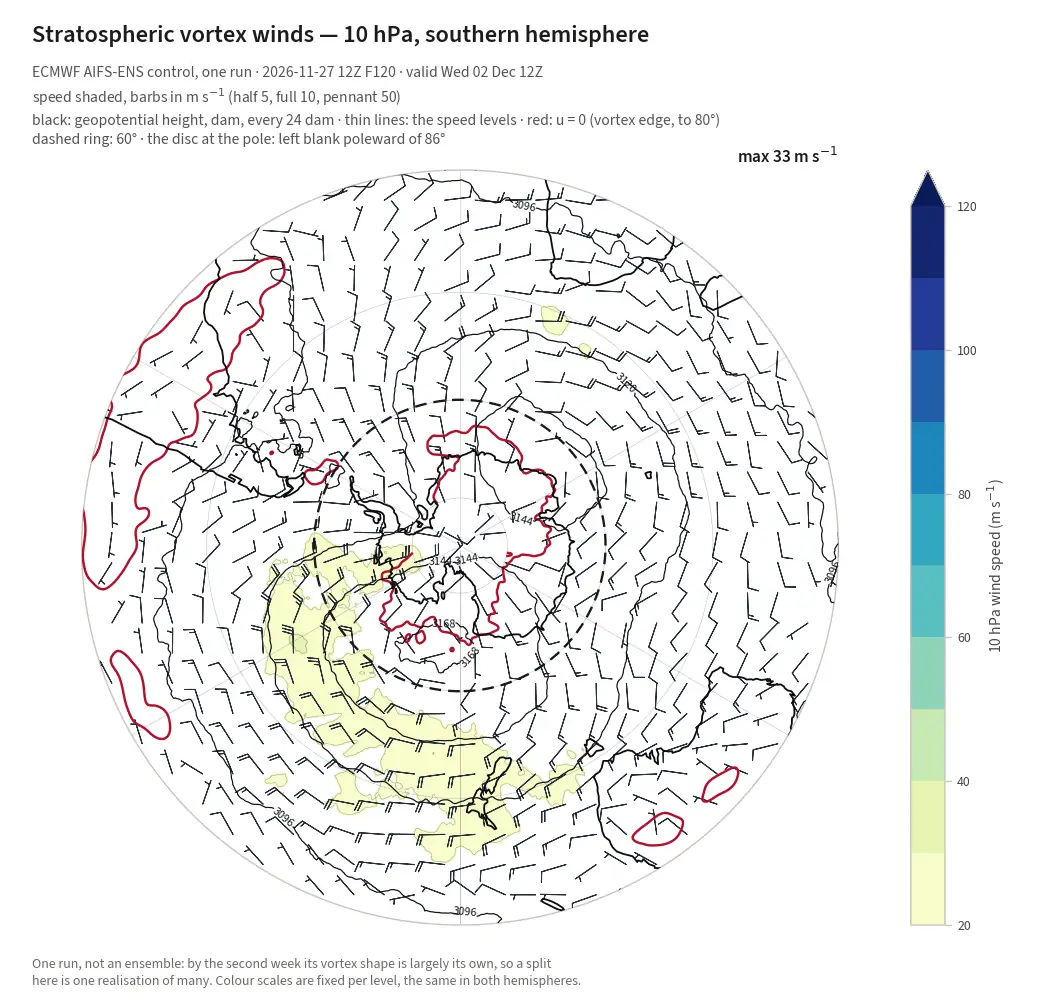 Stratospheric vortex winds — 10 hPa, southern hemisphere
ECMWF AIFS-ENS control, one run · 2026-11-27 12Z F120 · valid Wed 02 Dec 12Z
speed shaded, barbs in m s⁻¹ (half 5, full 10, pennant 50)
black: geopotential height, dam, every 24 dam · thin lines: the speed levels · red: u = 0 (vortex edge, to 80°)
dashed ring: 60° · the disc at the pole: left blank poleward of 86°
max 33 m s⁻¹
3096
3120
3144
3144
3144
3168
3168
3096
3096
3096
120
100
80
60
40
20
10 hPa wind speed (m s⁻¹)
One run, not an ensemble: by the second week its vortex shape is largely its own, so a split
here is one realisation of many. Colour scales are fixed per level, the same in both hemispheres.